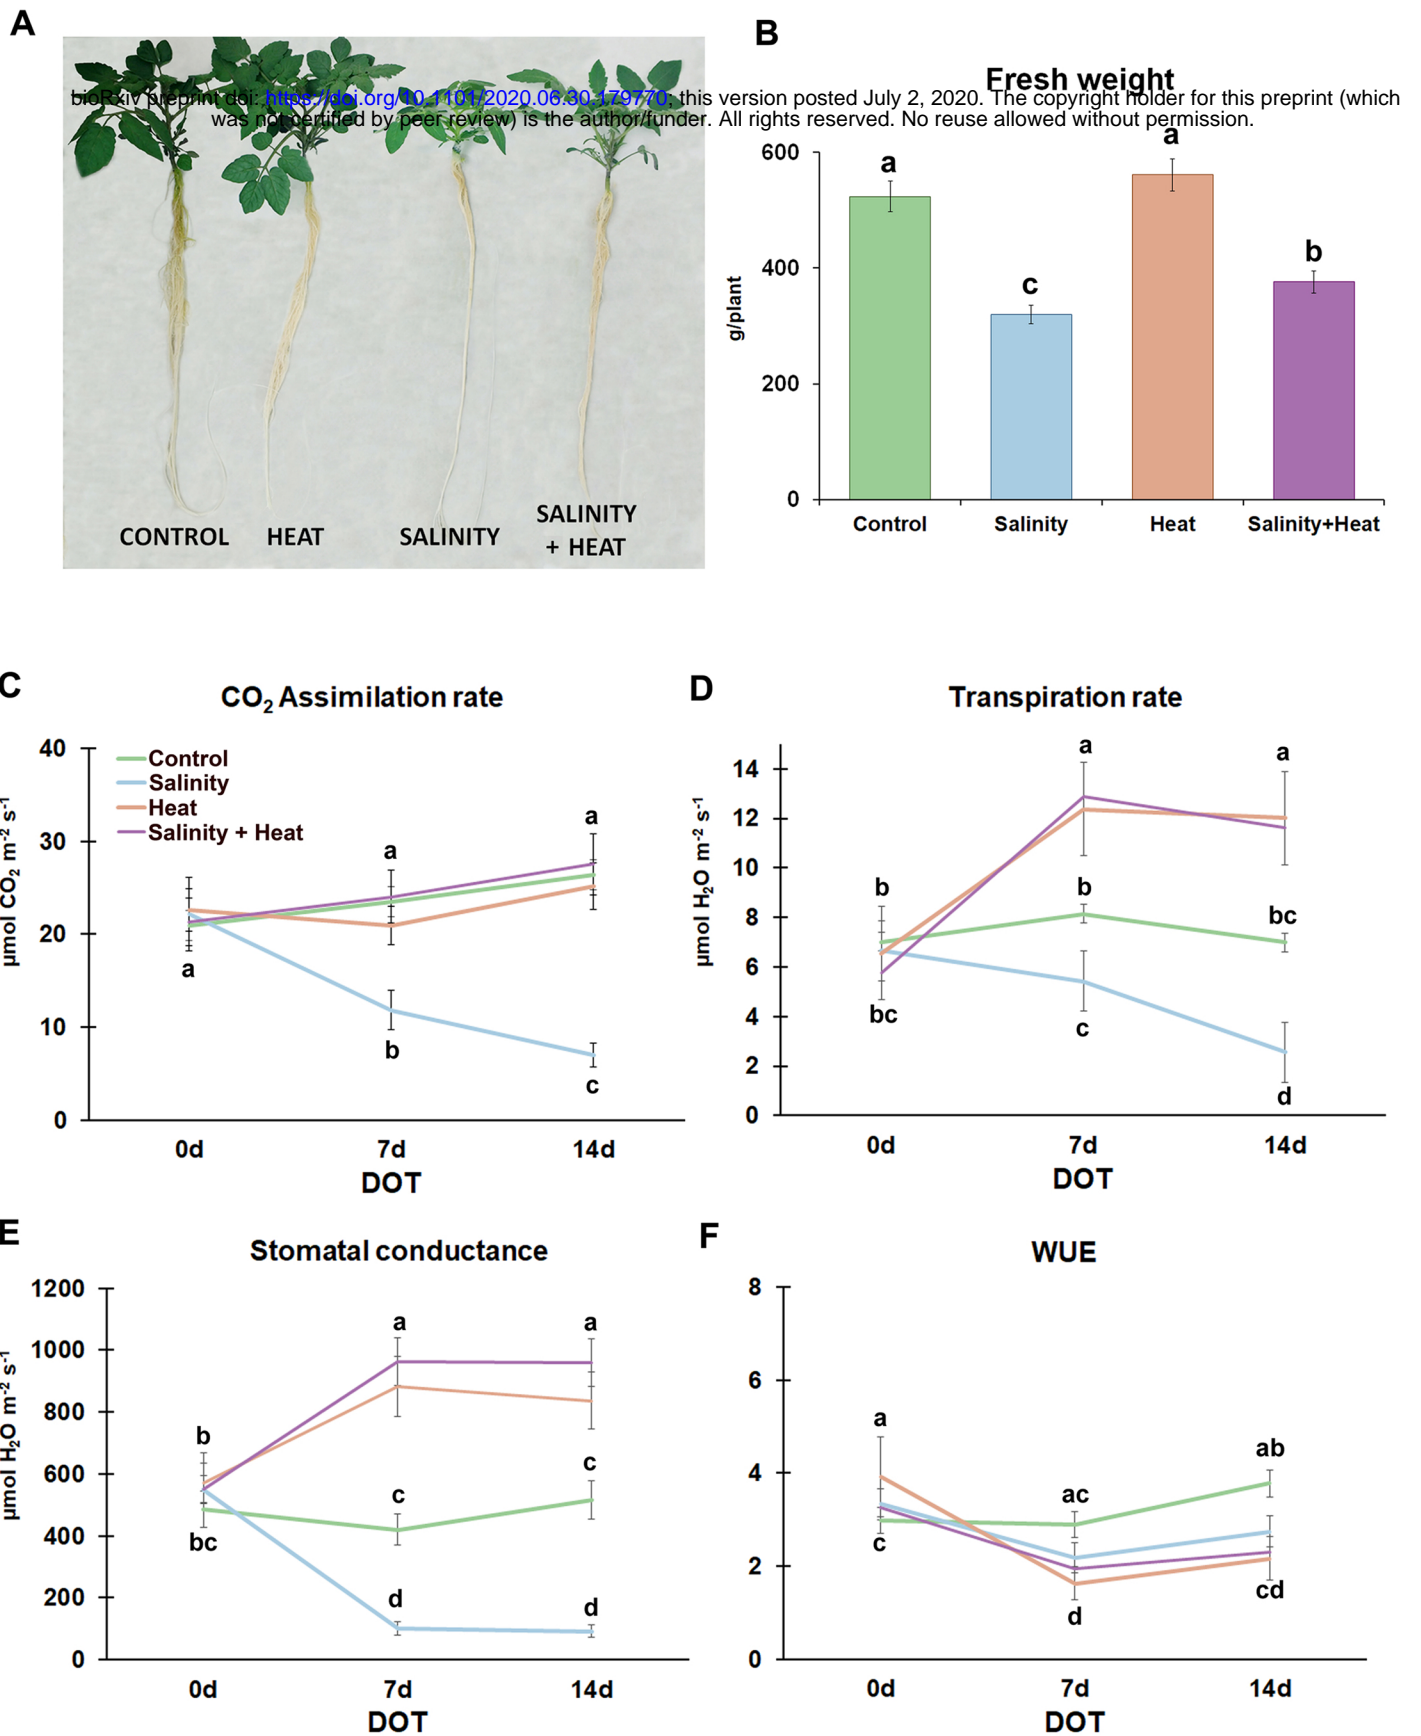 A
B
Fresh weight
bioRxiv preprint doi: https://doi.org/10.1101/2020.06.30.179770; this version posted July 2, 2020. The copyright holder for this preprint (which
was not certified by peer review) is the author/funder. All rights reserved. No reuse allowed without permission.
CONTROL HEAT SALINITY SALINITY
+ HEAT
600
400
200
0
g/plant
a
c
a
b
Control Salinity Heat Salinity+Heat
C
CO₂ Assimilation rate
Control
Salinity
Heat
Salinity + Heat
40
30
20
10
0
µmol CO₂ m⁻² s⁻¹
a
a
a
b
c
0d 7d 14d
DOT
D
Transpiration rate
14
12
10
8
6
4
2
0
µmol H₂O m⁻² s⁻¹
a
a
b
b
bc
bc
c
d
0d 7d 14d
DOT
E
Stomatal conductance
1200
1000
800
600
400
200
0
µmol H₂O m⁻² s⁻¹
a
a
b
c
c
bc
d
d
0d 7d 14d
DOT
F
WUE
8
6
4
2
0
a
ac
ab
c
d
cd
0d 7d 14d
DOT